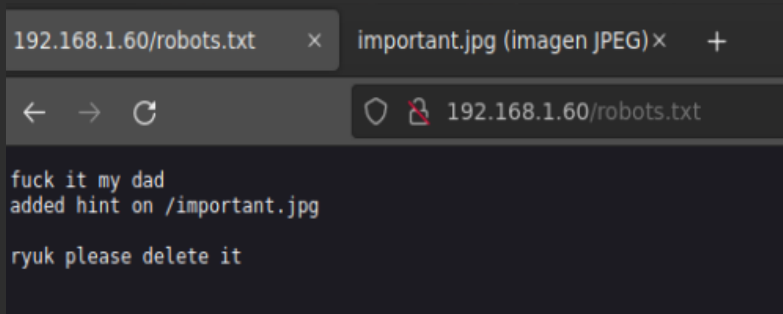 192.168.1.60/robots.txt
important.jpg (imagen JPEG)
192.168.1.60/robots.txt
fuck it my dad
added hint on /important.jpg
ryuk please delete it